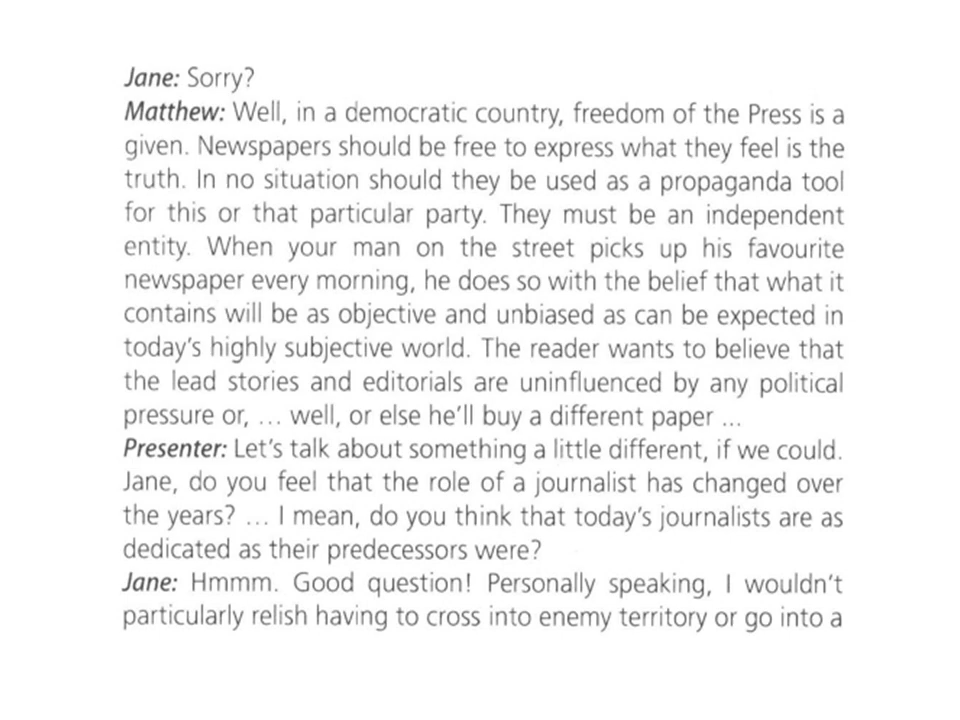 Jane: Sorry?
Matthew: Well, in a democratic country, freedom of the Press is a
given. Newspapers should be free to express what they feel is the
truth. In no situation should they be used as a propaganda tool
for this or that particular party. They must be an independent
entity. When your man on the street picks up his favourite
newspaper every morning, he does so with the belief that what it
contains will be as objective and unbiased as can be expected in
today's highly subjective world. The reader wants to believe that
the lead stories and editorials are uninfluenced by any political
pressure or, ... well, or else he'll buy a different paper ...
Presenter: Let's talk about something a little different, if we could.
Jane, do you feel that the role of a journalist has changed over
the years? ... I mean, do you think that today's journalists are as
dedicated as their predecessors were?
Jane: Hmmm. Good question! Personally speaking, I wouldn't
particularly relish having to cross into enemy territory or go into a